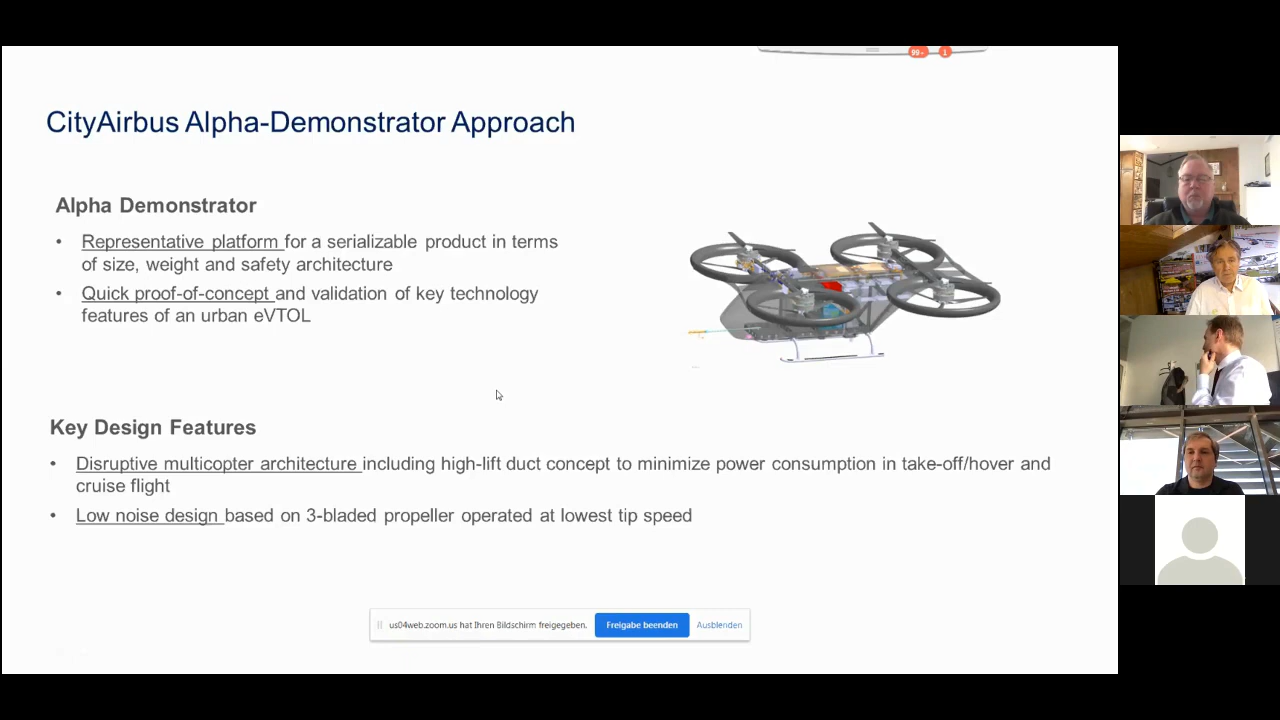 99+ 1
CityAirbus Alpha-Demonstrator Approach
Alpha Demonstrator
• Representative platform for a serializable product in terms
of size, weight and safety architecture
• Quick proof-of-concept and validation of key technology
features of an urban eVTOL
Key Design Features
• Disruptive multicopter architecture including high-lift duct concept to minimize power consumption in take-off/hover and
cruise flight
• Low noise design based on 3-bladed propeller operated at lowest tip speed
us04web.zoom.us hat Ihren Bildschirm freigegeben. Freigabe beenden Ausblenden